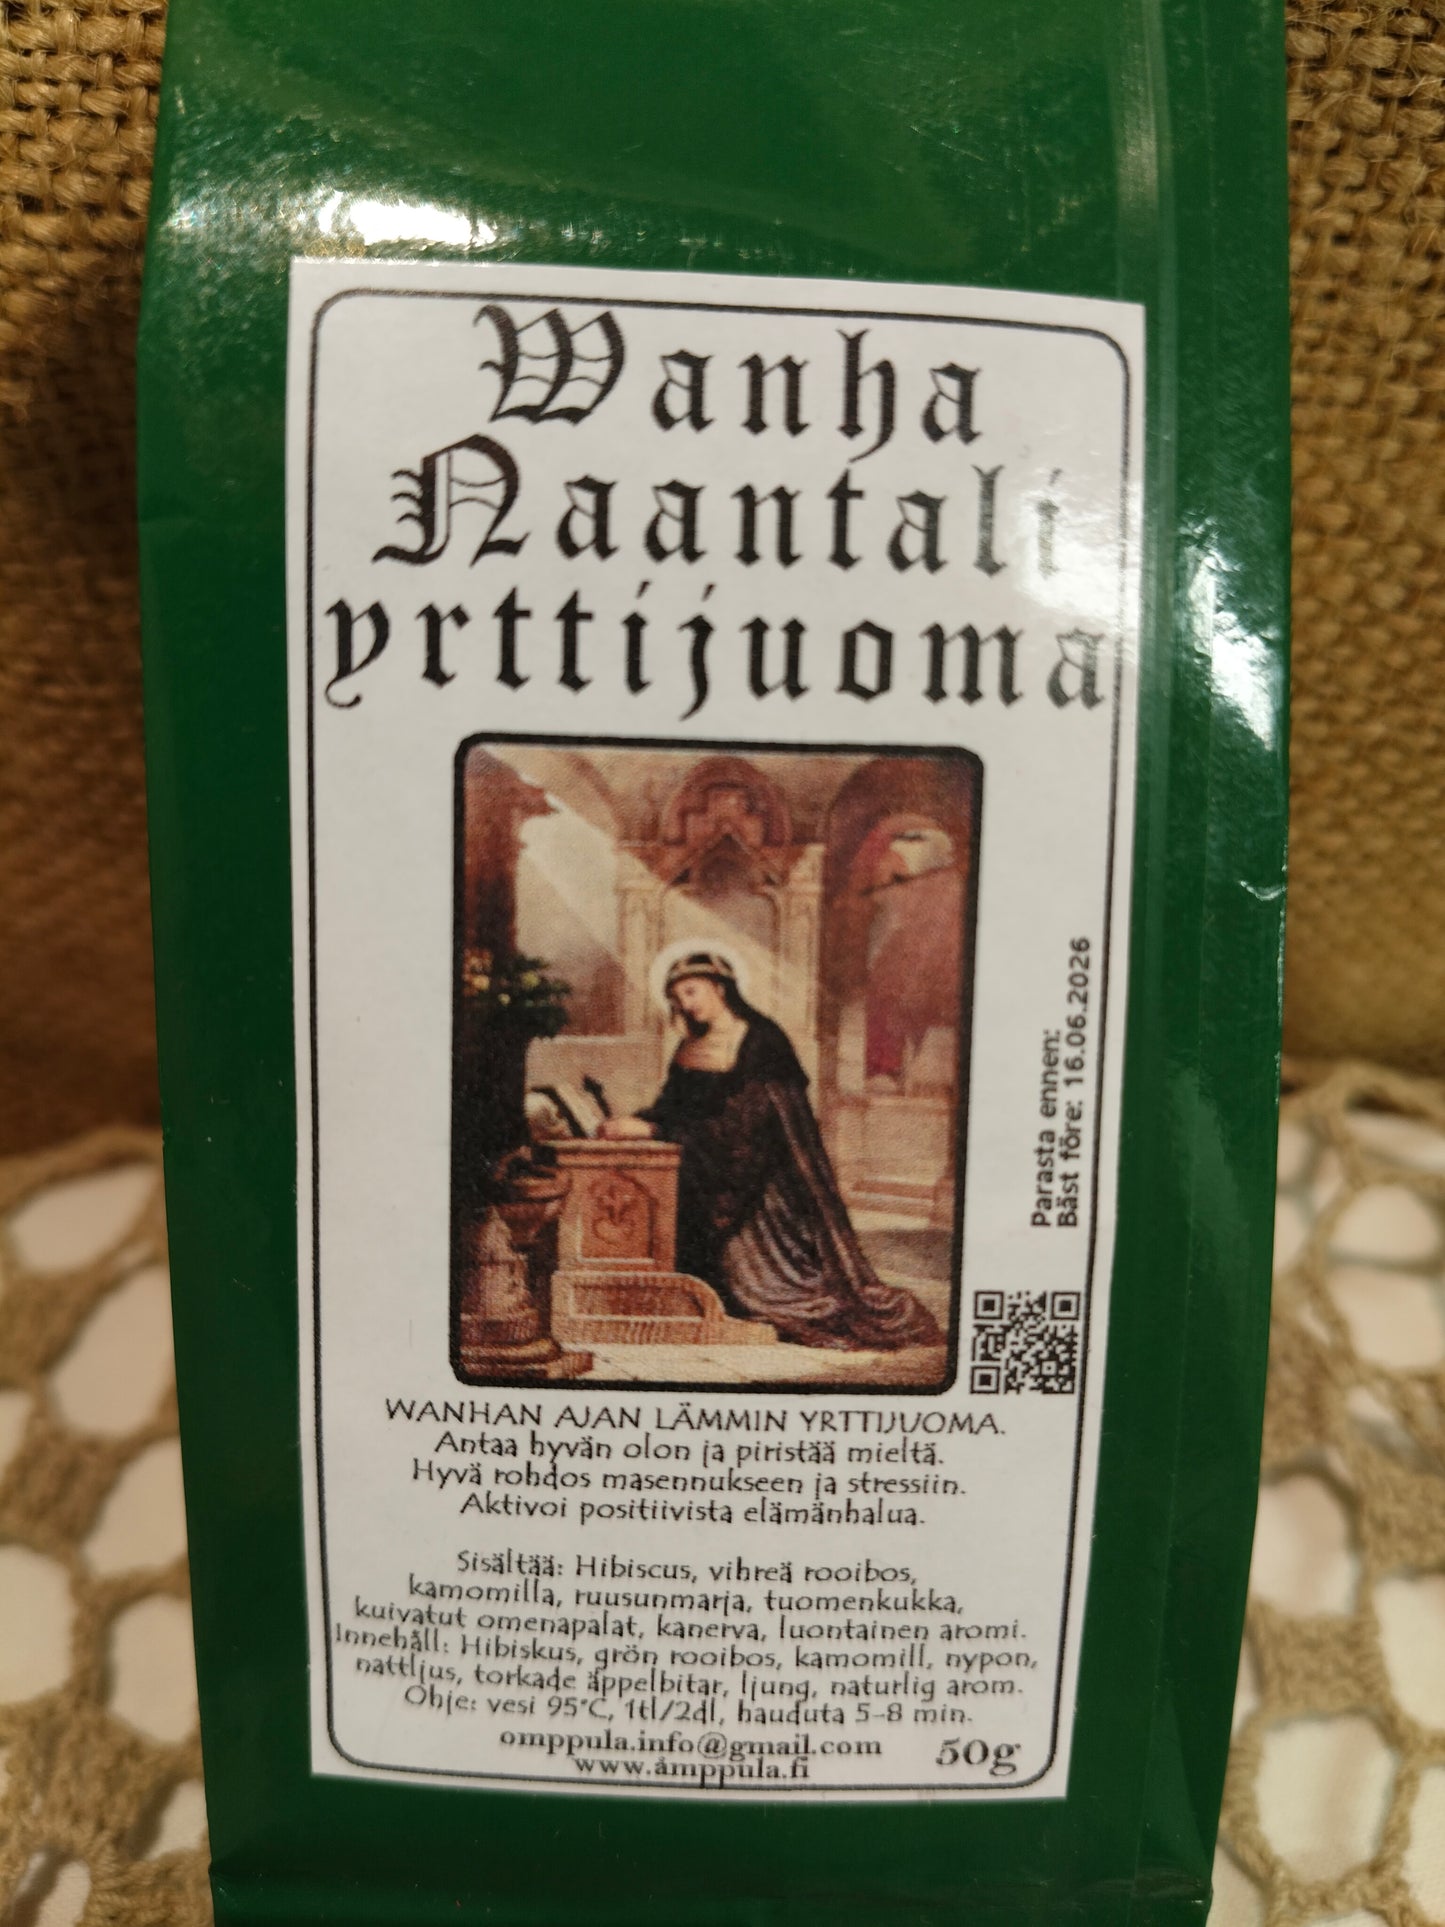 Wanha
Naantali
yrttijuoma
Parasta ennen:
Bäst före: 16.06.2026
WANHAN AJAN LÄMMIN YRTTIJUOMA.
Antaa hyvän olon ja piristää mieltä.
Hyvä rohdos masennukseen ja stressiin.
Aktivoi positiivista elämänhalua.
Sisältää: Hibiscus, vihreä rooibos,
kamomilla, ruusunmarja, tuomenkukka,
kuivatut omenapalat, kanerva, luontainen aromi.
Innehåll: Hibiskus, grön rooibos, kamomill, nypon,
nattljus, torkade äppelbitar, ljung, naturlig arom.
Ohje: vesi 95°C, 1tl/2dl, hauduta 5-8 min.
omppula.info@gmail.com
www.åmppula.fi
50g